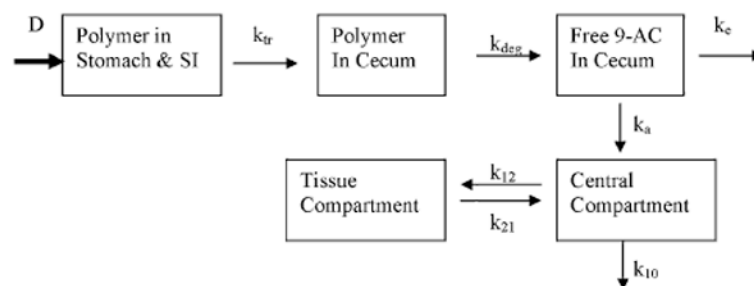 D
Polymer in
Stomach & SI
k_tr
Polymer
In Cecum
k_deg
Free 9-AC
In Cecum
k_e
k_a
Tissue
Compartment
k_12
k_21
Central
Compartment
k_10